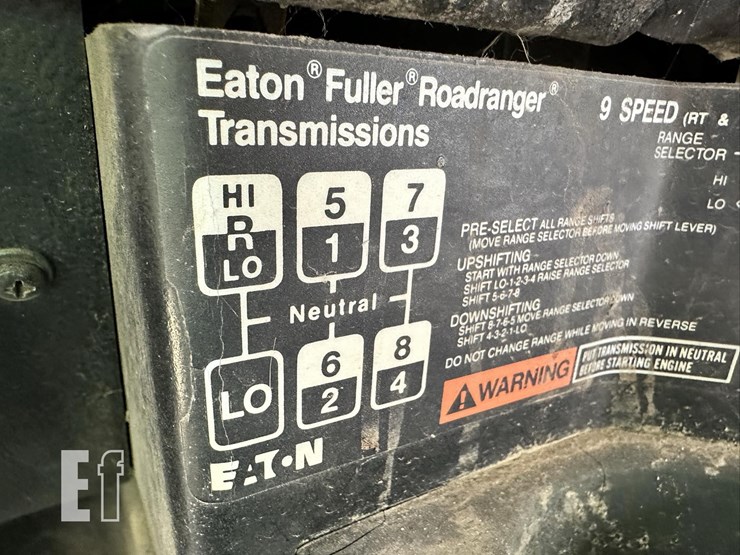 Eaton® Fuller® Roadranger®
Transmissions
9 SPEED (RT &
RANGE
SELECTOR
HI
LO
HI
R
LO
5
1
7
3
Neutral
LO
6
2
8
4
PRE-SELECT ALL RANGE SHIFTS
(MOVE RANGE SELECTOR BEFORE MOVING SHIFT LEVER)
UPSHIFTING
START WITH RANGE SELECTOR DOWN
SHIFT LO-1-2-3-4 RAISE RANGE SELECTOR
SHIFT 5-6-7-8
DOWNSHIFTING
SHIFT 8-7-6-5 MOVE RANGE SELECTOR DOWN
SHIFT 4-3-2-1-LO
DO NOT CHANGE RANGE WHILE MOVING IN REVERSE
WARNING
PUT TRANSMISSION IN NEUTRAL
BEFORE STARTING ENGINE
EATON
Ef